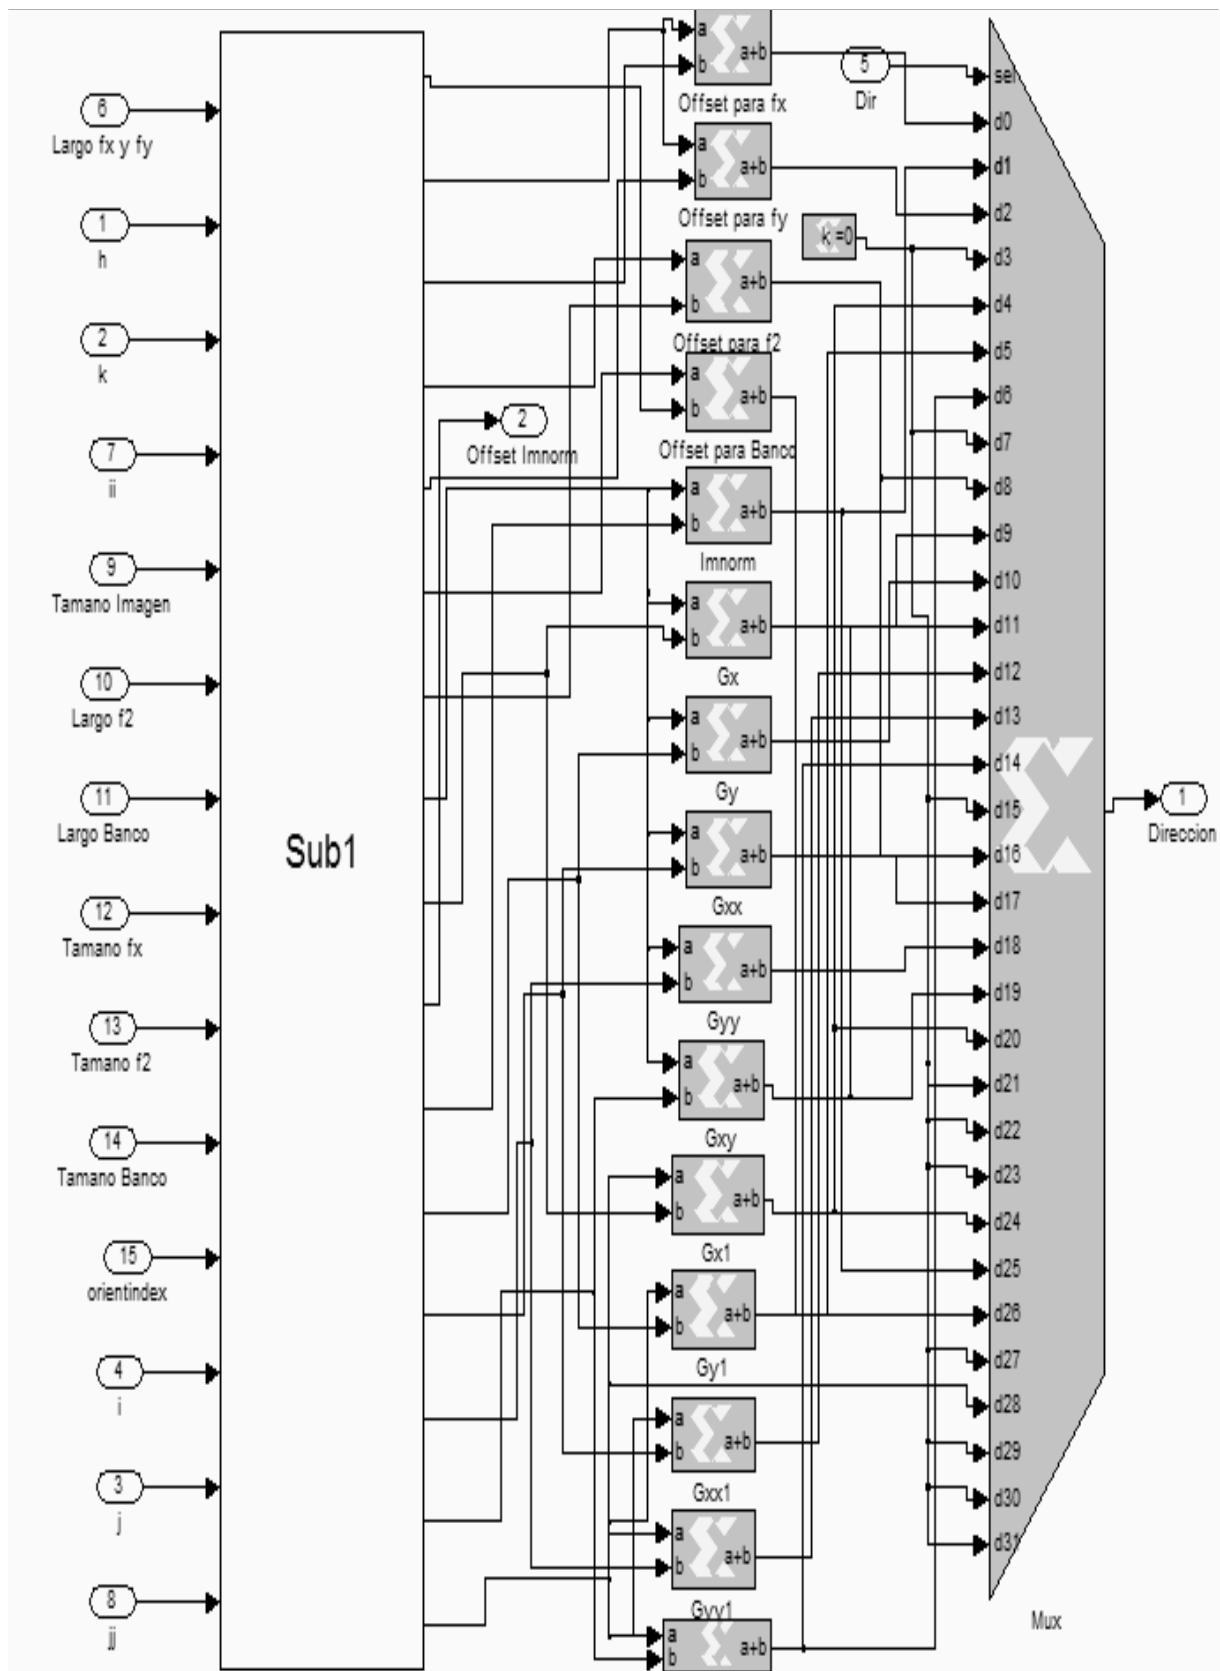 6
Largo fx y fy
1
h
2
k
7
ii
9
Tamano Imagen
10
Largo f2
11
Largo Banco
12
Tamano fx
13
Tamano f2
14
Tamano Banco
15
orientindex
4
i
3
j
8
jj
Sub1
2
Offset Imnorm
a
b
a+b
Offset para fx
a
b
a+b
Offset para fy
a
b
a+b
Offset para f2
a
b
a+b
Offset para Banco
a
b
a+b
Imnorm
a
b
a+b
Gx
a
b
a+b
Gy
a
b
a+b
Gxx
a
b
a+b
Gyy
a
b
a+b
Gxy
a
b
a+b
Gx1
a
b
a+b
Gy1
a
b
a+b
Gxx1
a
b
a+b
Gyy1
a
b
a+b
5
Dir
k =0
sel
d0
d1
d2
d3
d4
d5
d6
d7
d8
d9
d10
d11
d12
d13
d14
d15
d16
d17
d18
d19
d20
d21
d22
d23
d24
d25
d26
d27
d28
d29
d30
d31
Mux
1
Direccion